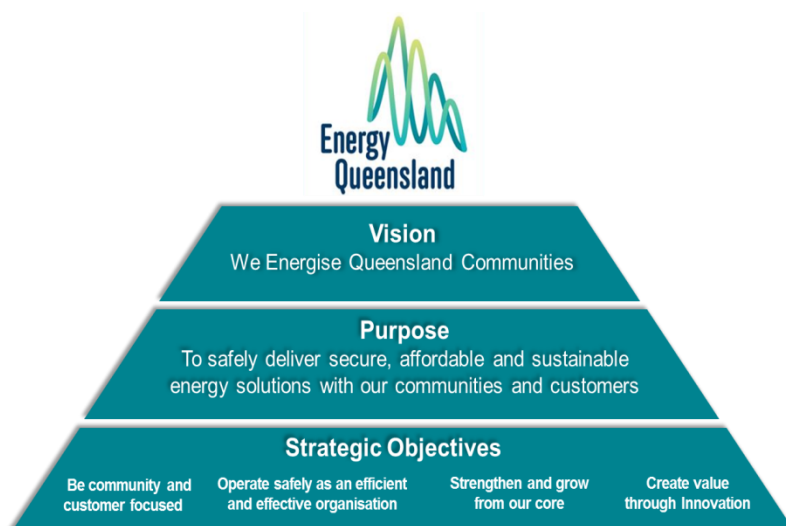 Energy
Queensland
Vision
We Energise Queensland Communities
Purpose
To safely deliver secure, affordable and sustainable
energy solutions with our communities and customers
Strategic Objectives
Be community and
customer focused
Operate safely as an efficient
and effective organisation
Strengthen and grow
from our core
Create value
through Innovation